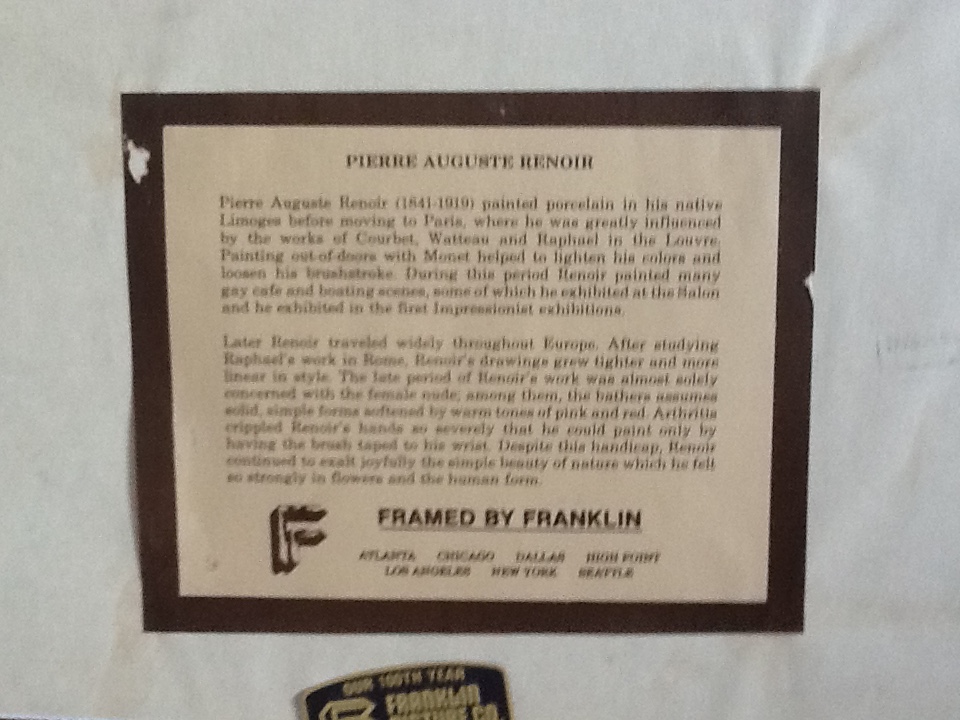 PIERRE AUGUSTE RENOIR
Pierre Auguste Renoir (1841-1919) painted porcelain in his native
Limoges before moving to Paris, where he was greatly influenced
by the works of Courbet, Watteau and Raphael in the Louvre.
Painting out-of-doors with Monet helped to lighten his colors and
loosen his brushstroke. During this period Renoir painted many
gay cafe and boating scenes, some of which he exhibited at the Salon
and he exhibited in the first Impressionist exhibitions.
Later Renoir traveled widely throughout Europe. After studying
Raphael's work in Rome, Renoir's drawings grew tighter and more
linear in style. The late period of Renoir's work was almost solely
concerned with the female nude; among them, the bathers assumes
solid, simple forms softened by warm tones of pink and red. Arthritis
crippled Renoir's hands so severely that he could paint only by
having the brush taped to his wrist. Despite this handicap, Renoir
continued to exalt joyfully the simple beauty of nature which he felt
so strongly in flowers and the human form.
F FRAMED BY FRANKLIN
ATLANTA CHICAGO DALLAS HIGH POINT
LOS ANGELES NEW YORK SEATTLE
OUR 100TH YEAR
FRANKLIN
PICTURE CO.